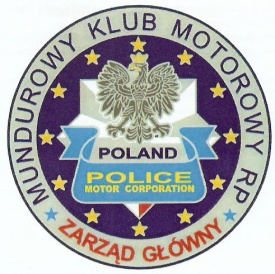 MUNDUROWY KLUB MOTOROWY RP
POLAND
POLICE
MOTOR CORPORATION
ZARZĄD GŁÓWNY